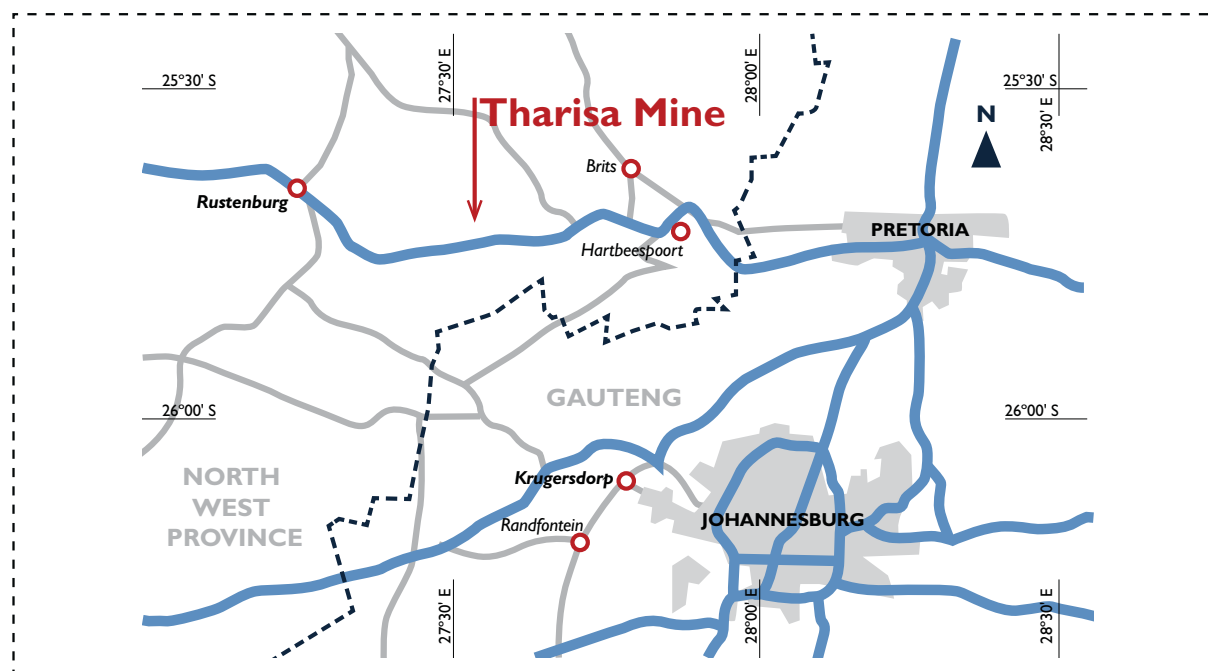 27°30' E
28°00' E
25°30' S
25°30' S
28°30' E
Tharisa Mine
N
Brits
Rustenburg
PRETORIA
Hartbeespoort
GAUTENG
26°00' S
26°00' S
NORTH
WEST
PROVINCE
Krugersdorp
Randfontein
JOHANNESBURG
27°30' E
28°00' E
28°30' E